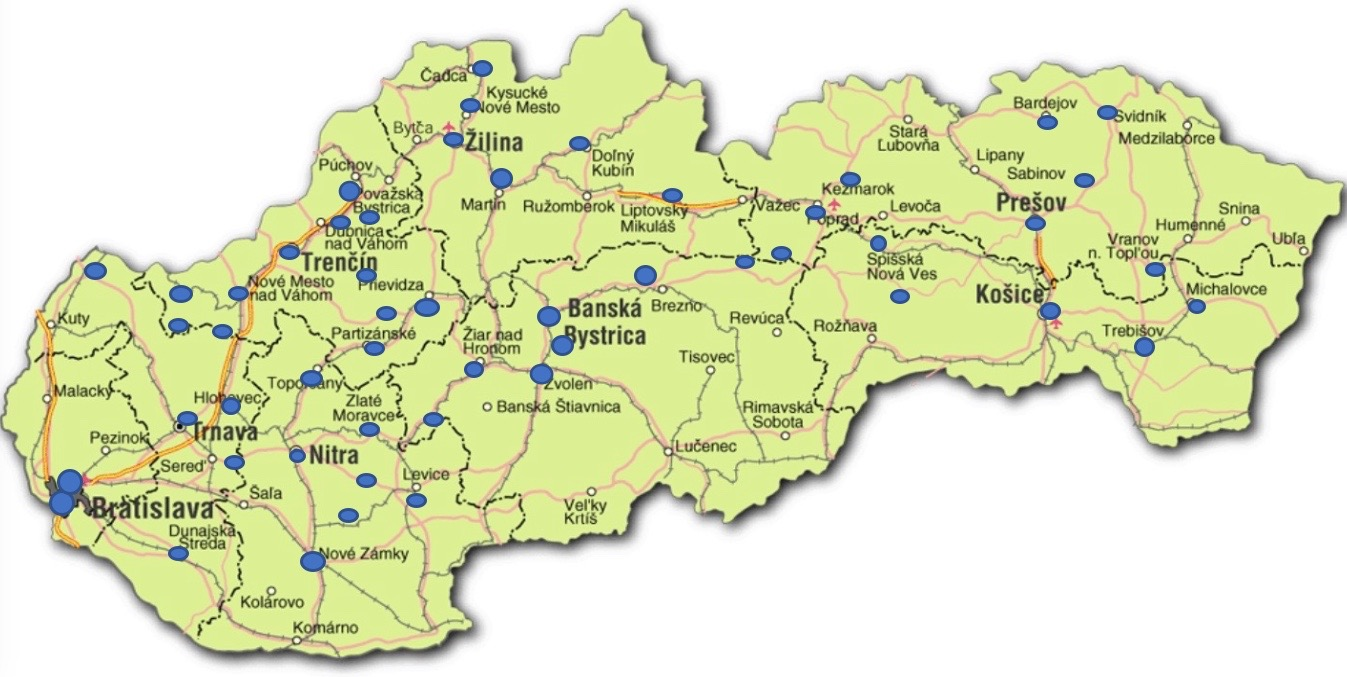 Čadca
Kysucké
Nové Mesto
Bytča
Žilina
Púchov
Považská
Bystrica
Martin
Doľný
Kubín
Ružomberok
Liptovský
Mikuláš
Važec
Dubnica
nad Váhom
Trenčín
Nové Mesto
nad Váhom
Prievidza
Partizánské
Topoľčany
Žiar nad
Hronom
Banská
Bystrica
Brezno
Zvolen
Banská Štiavnica
Zlaté
Moravce
Kuty
Malacky
Pezinok
Hlohovec
Trnava
Sereď
Bratislava
Šaľa
Dunajská
Streda
Nitra
Levice
Nové Zámky
Kolárovo
Komárno
Veľky
Krtíš
Lučenec
Rimavská
Sobota
Tisovec
Revúca
Rožňava
Kežmarok
Poprad
Levoča
Stará
Ľubovňa
Spišská
Nová Ves
Lipany
Sabinov
Bardejov
Svidník
Medzilaborce
Prešov
Košice
Vranov
n. Topľou
Humenné
Snina
Ubľa
Michalovce
Trebišov